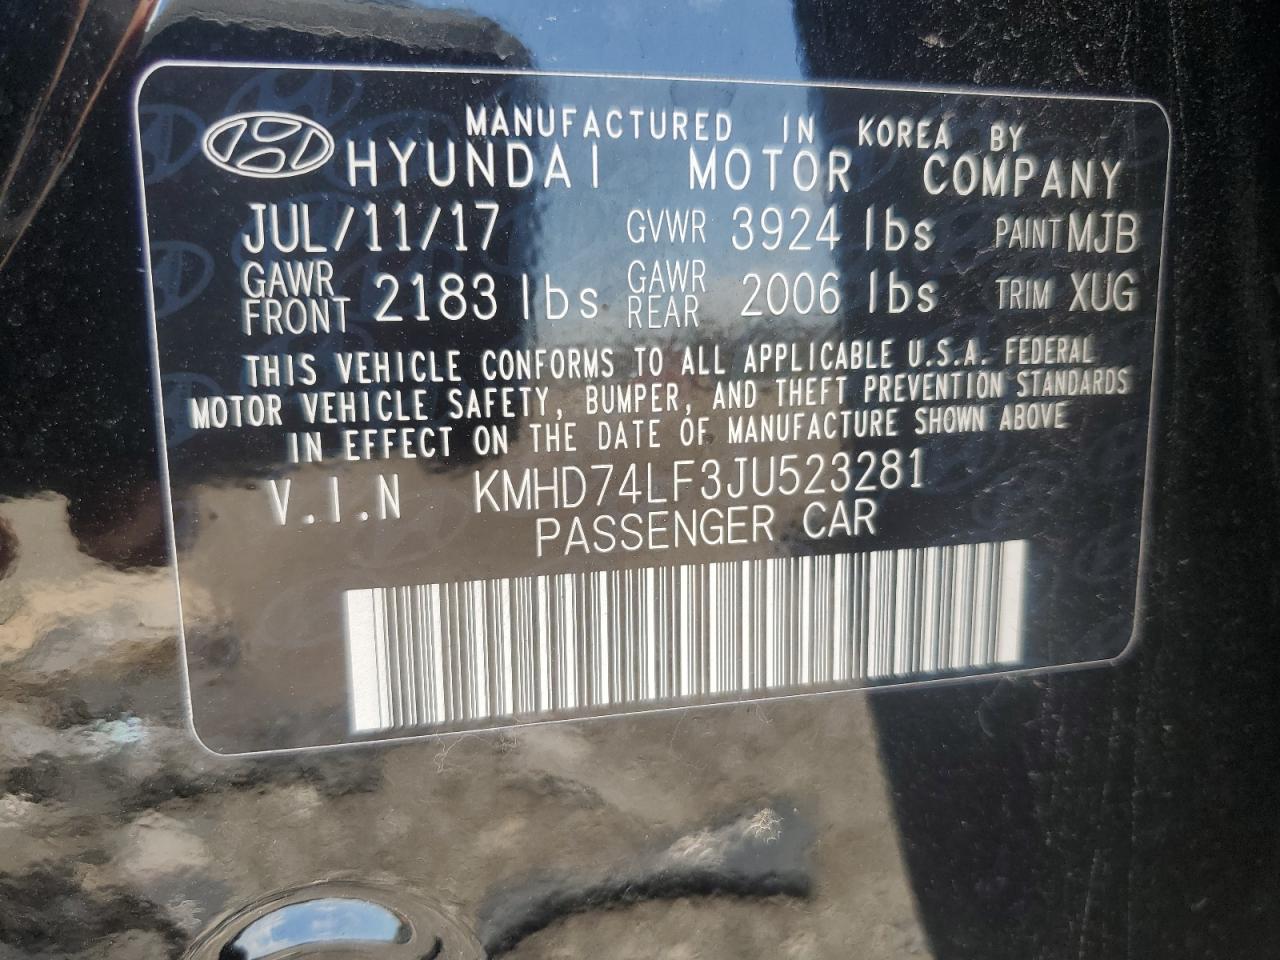 MANUFACTURED IN KOREA BY
HYUNDAI MOTOR COMPANY
JUL/11/17 GVWR 3924 lbs PAINT MJB
GAWR FRONT 2183 lbs GAWR REAR 2006 lbs TRIM XUG
THIS VEHICLE CONFORMS TO ALL APPLICABLE U.S.A. FEDERAL
MOTOR VEHICLE SAFETY, BUMPER, AND THEFT PREVENTION STANDARDS
IN EFFECT ON THE DATE OF MANUFACTURE SHOWN ABOVE
V.I.N KMHD74LF3JU523281
PASSENGER CAR